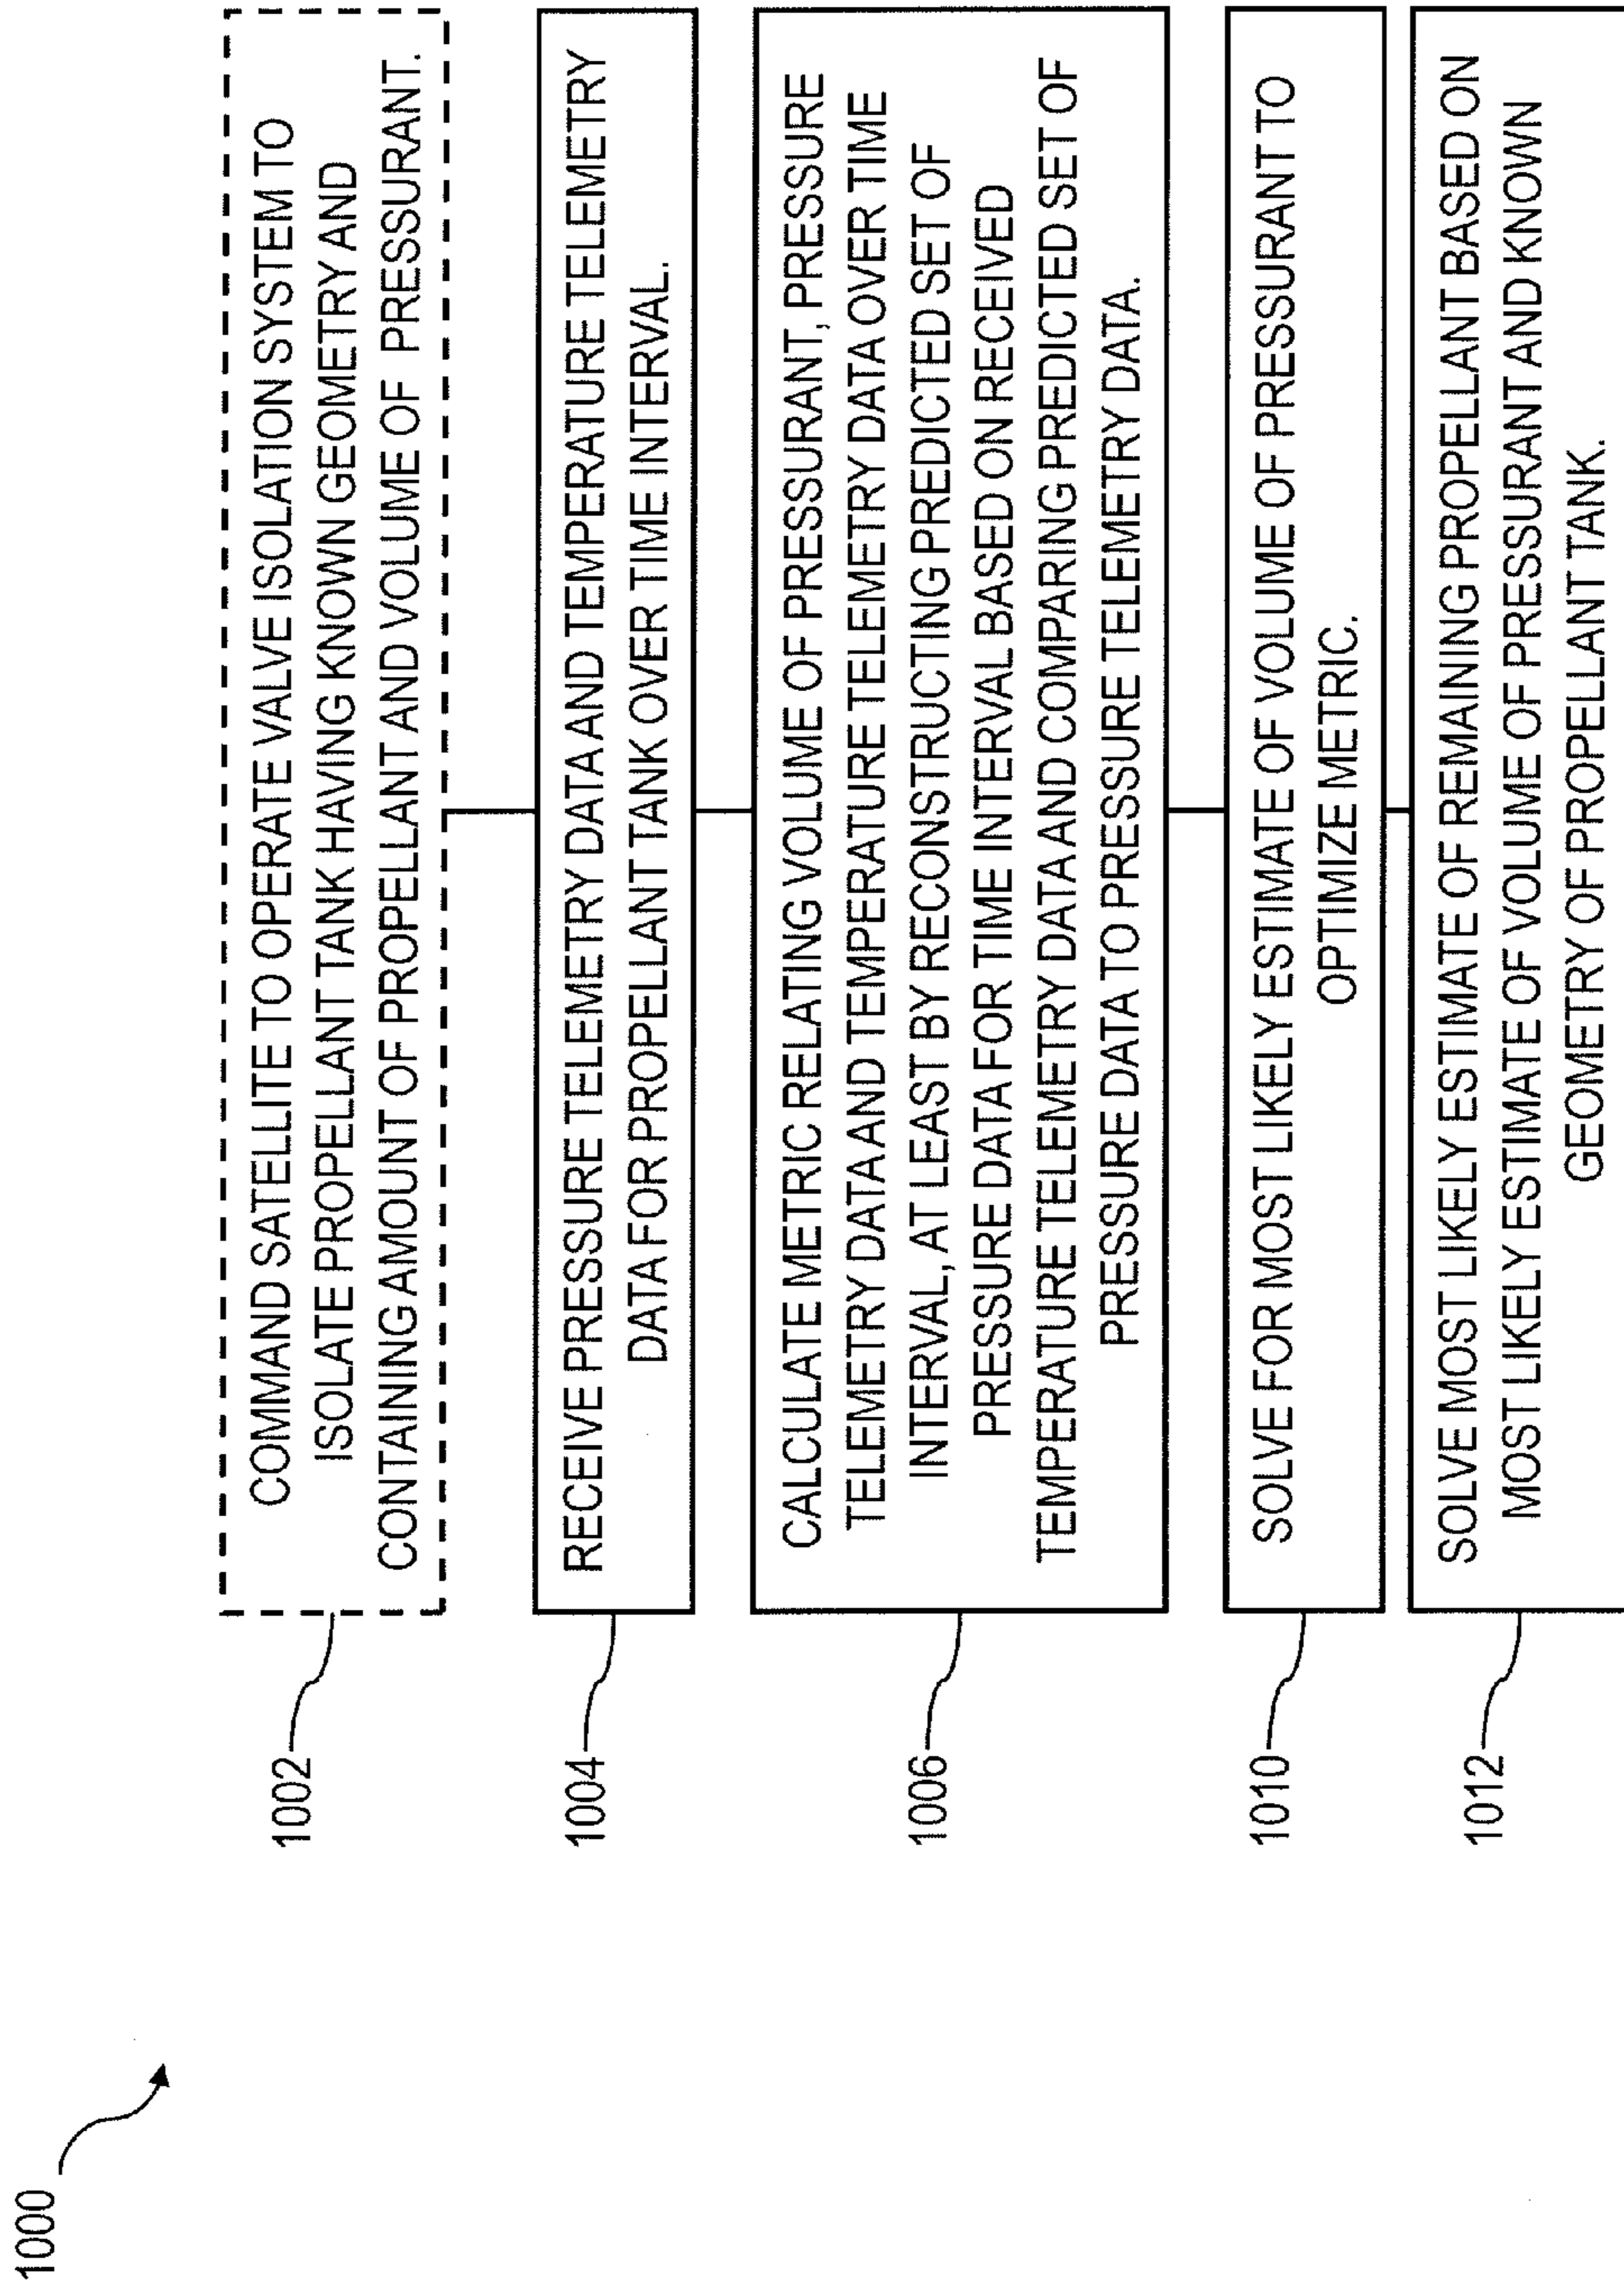 1000
1002
COMMAND SATELLITE TO OPERATE VALVE ISOLATION SYSTEM TO
ISOLATE PROPELLANT TANK HAVING KNOWN GEOMETRY AND
CONTAINING AMOUNT OF PROPELLANT AND VOLUME OF PRESSURANT.
1004
RECEIVE PRESSURE TELEMETRY DATA AND TEMPERATURE TELEMETRY
DATA FOR PROPELLANT TANK OVER TIME INTERVAL.
1006
CALCULATE METRIC RELATING VOLUME OF PRESSURANT, PRESSURE
TELEMETRY DATA AND TEMPERATURE TELEMETRY DATA OVER TIME
INTERVAL, AT LEAST BY RECONSTRUCTING PREDICTED SET OF
PRESSURE DATA FOR TIME INTERVAL BASED ON RECEIVED
TEMPERATURE TELEMETRY DATA AND COMPARING PREDICTED SET OF
PRESSURE DATA TO PRESSURE TELEMETRY DATA.
1010
SOLVE FOR MOST LIKELY ESTIMATE OF VOLUME OF PRESSURANT TO
OPTIMIZE METRIC.
1012
SOLVE MOST LIKELY ESTIMATE OF REMAINING PROPELLANT BASED ON
MOST LIKELY ESTIMATE OF VOLUME OF PRESSURANT AND KNOWN
GEOMETRY OF PROPELLANT TANK.